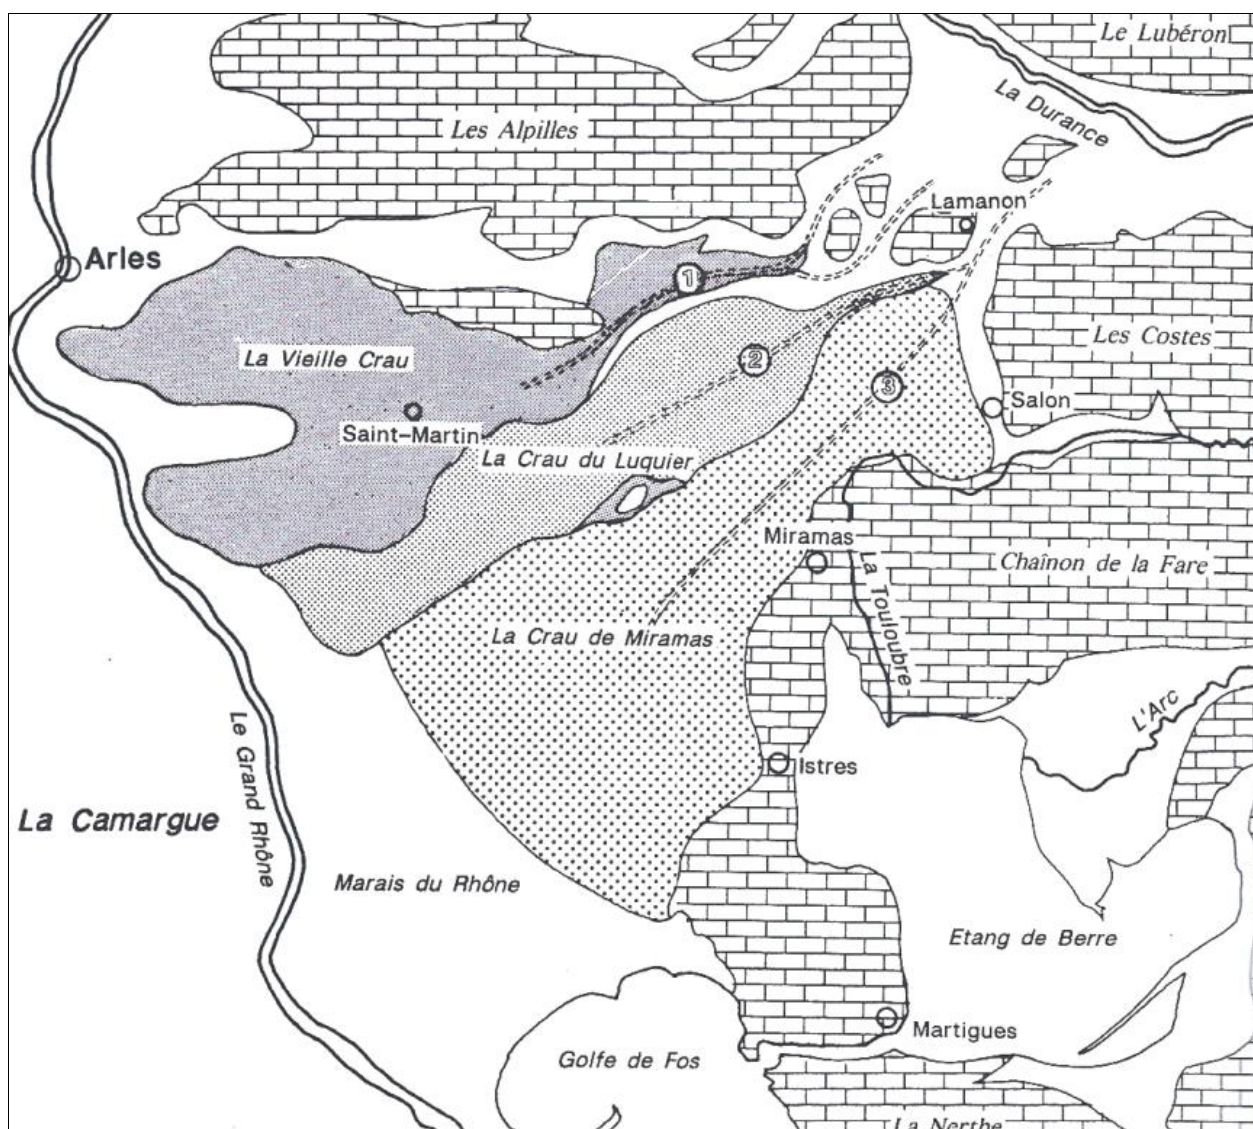 Le Lubéron
La Durance
Les Alpilles
Lamanon
Arles
1
La Vieille Crau
Les Costes
2
3
Saint-Martin
Salon
La Crau du Luquier
Miramas
Chaînon de la Fare
La Touloubre
La Crau de Miramas
L'Arc
Le Grand Rhône
Istres
La Camargue
Marais du Rhône
Etang de Berre
Martigues
Golfe de Fos
La Nerthe